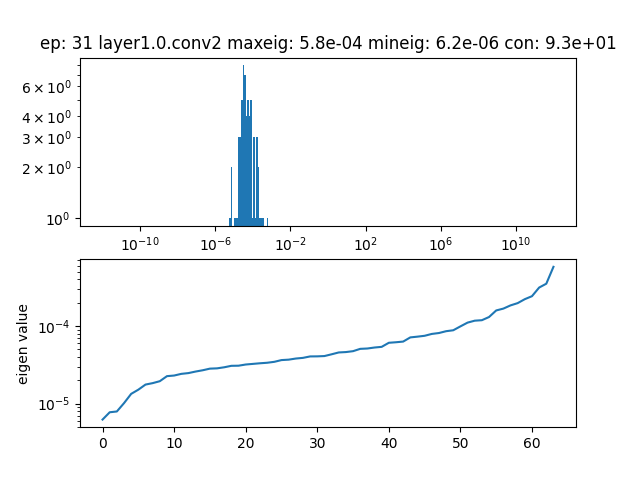 ep: 31 layer1.0.conv2 maxeig: 5.8e-04 mineig: 6.2e-06 con: 9.3e+01
6 × 10⁰
4 × 10⁰
3 × 10⁰
2 × 10⁰
10⁰
10⁻¹⁰ 10⁻⁶ 10⁻² 10² 10⁶ 10¹⁰
eigen value
10⁻⁴
10⁻⁵
0 10 20 30 40 50 60